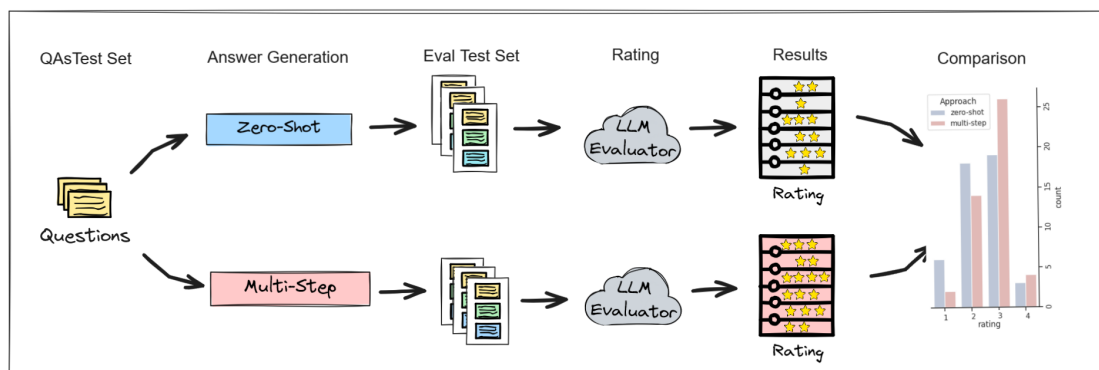 QAsTest Set
Answer Generation
Eval Test Set
Rating
Results
Comparison
Questions
Zero-Shot
LLM
Evaluator
Rating
Multi-Step
LLM
Evaluator
Rating
Approach
zero-shot
multi-step
25
20
15
10
5
0
count
1 2 3 4
rating